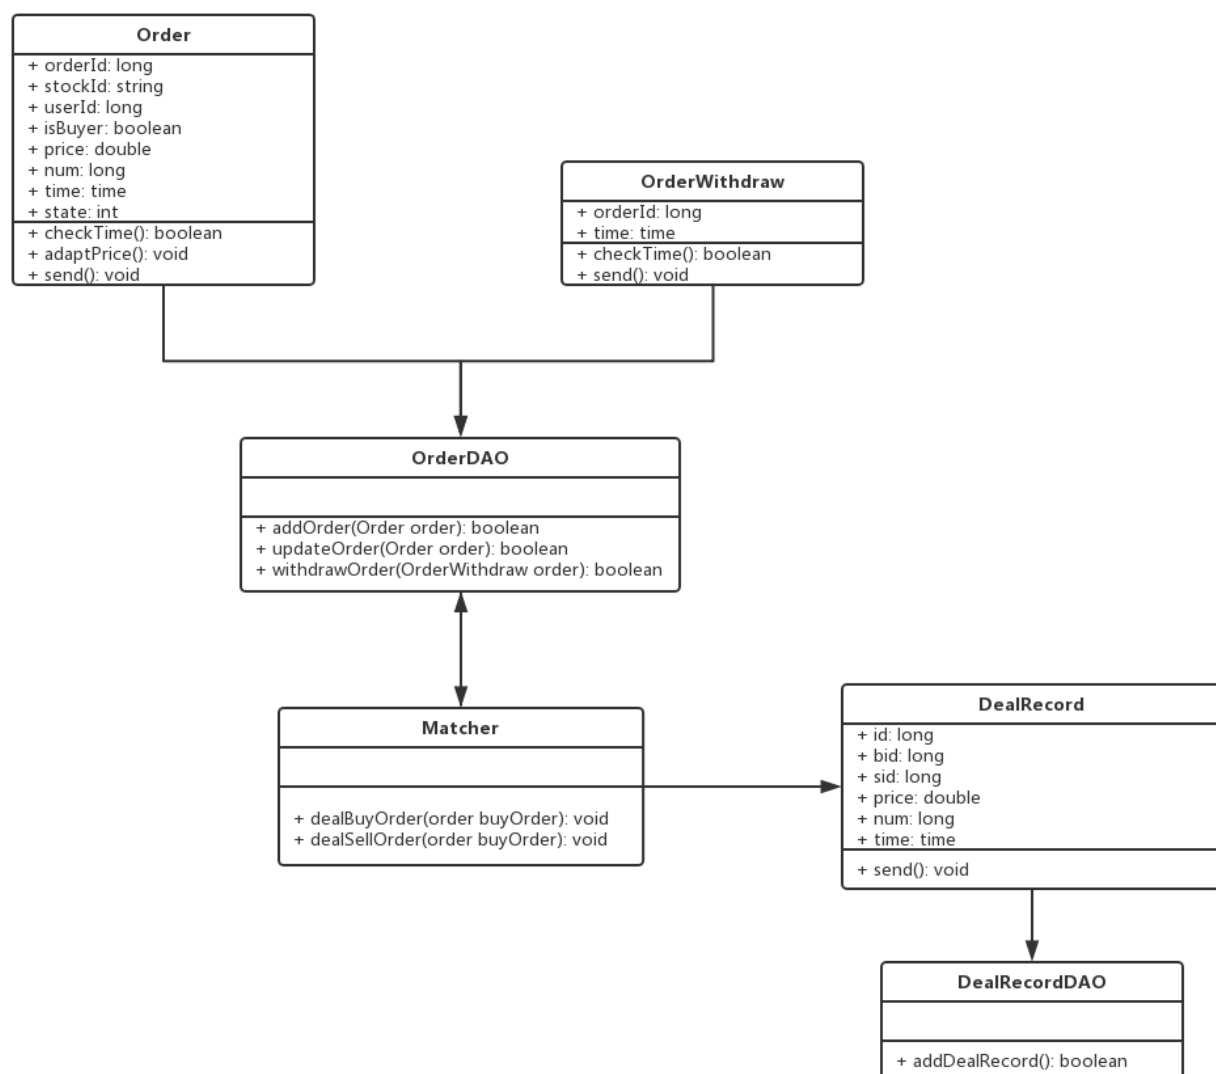 Order
+ orderId: long
+ stockId: string
+ userId: long
+ isBuyer: boolean
+ price: double
+ num: long
+ time: time
+ state: int
+ checkTime(): boolean
+ adaptPrice(): void
+ send(): void
OrderWithdraw
+ orderId: long
+ time: time
+ checkTime(): boolean
+ send(): void
OrderDAO
+ addOrder(Order order): boolean
+ updateOrder(Order order): boolean
+ withdrawOrder(OrderWithdraw order): boolean
Matcher
+ dealBuyOrder(order buyOrder): void
+ dealSellOrder(order buyOrder): void
DealRecord
+ id: long
+ bid: long
+ sid: long
+ price: double
+ num: long
+ time: time
+ send(): void
DealRecordDAO
+ addDealRecord(): boolean